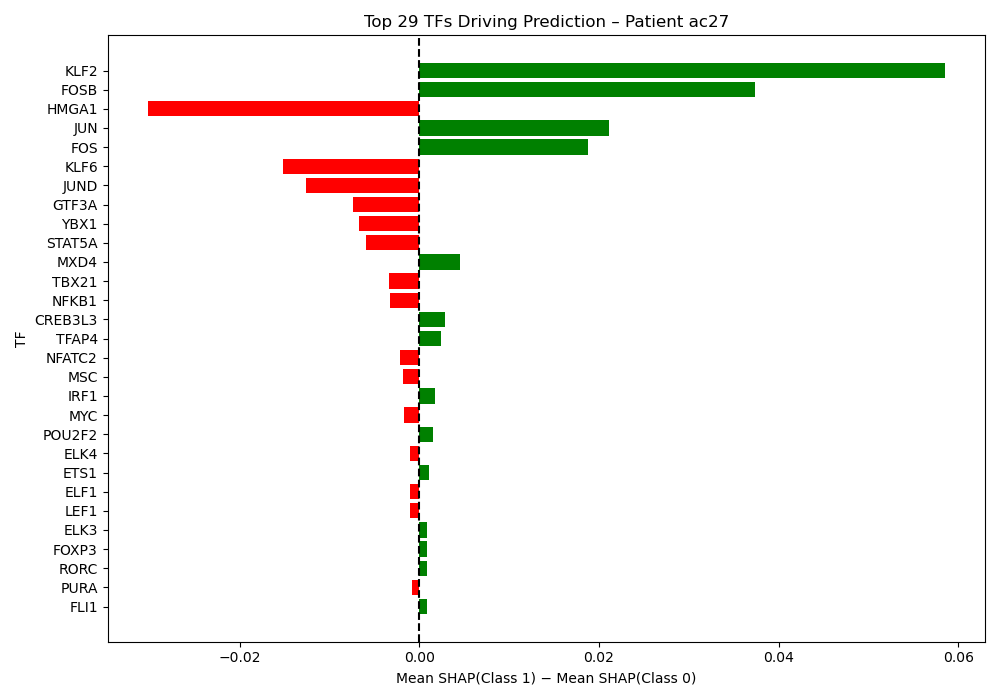 Top 29 TFs Driving Prediction – Patient ac27
TF
KLF2
FOSB
HMGA1
JUN
FOS
KLF6
JUND
GTF3A
YBX1
STAT5A
MXD4
TBX21
NFKB1
CREB3L3
TFAP4
NFATC2
MSC
IRF1
MYC
POU2F2
ELK4
ETS1
ELF1
LEF1
ELK3
FOXP3
RORC
PURA
FLI1
−0.02 0.00 0.02 0.04 0.06
Mean SHAP(Class 1) − Mean SHAP(Class 0)